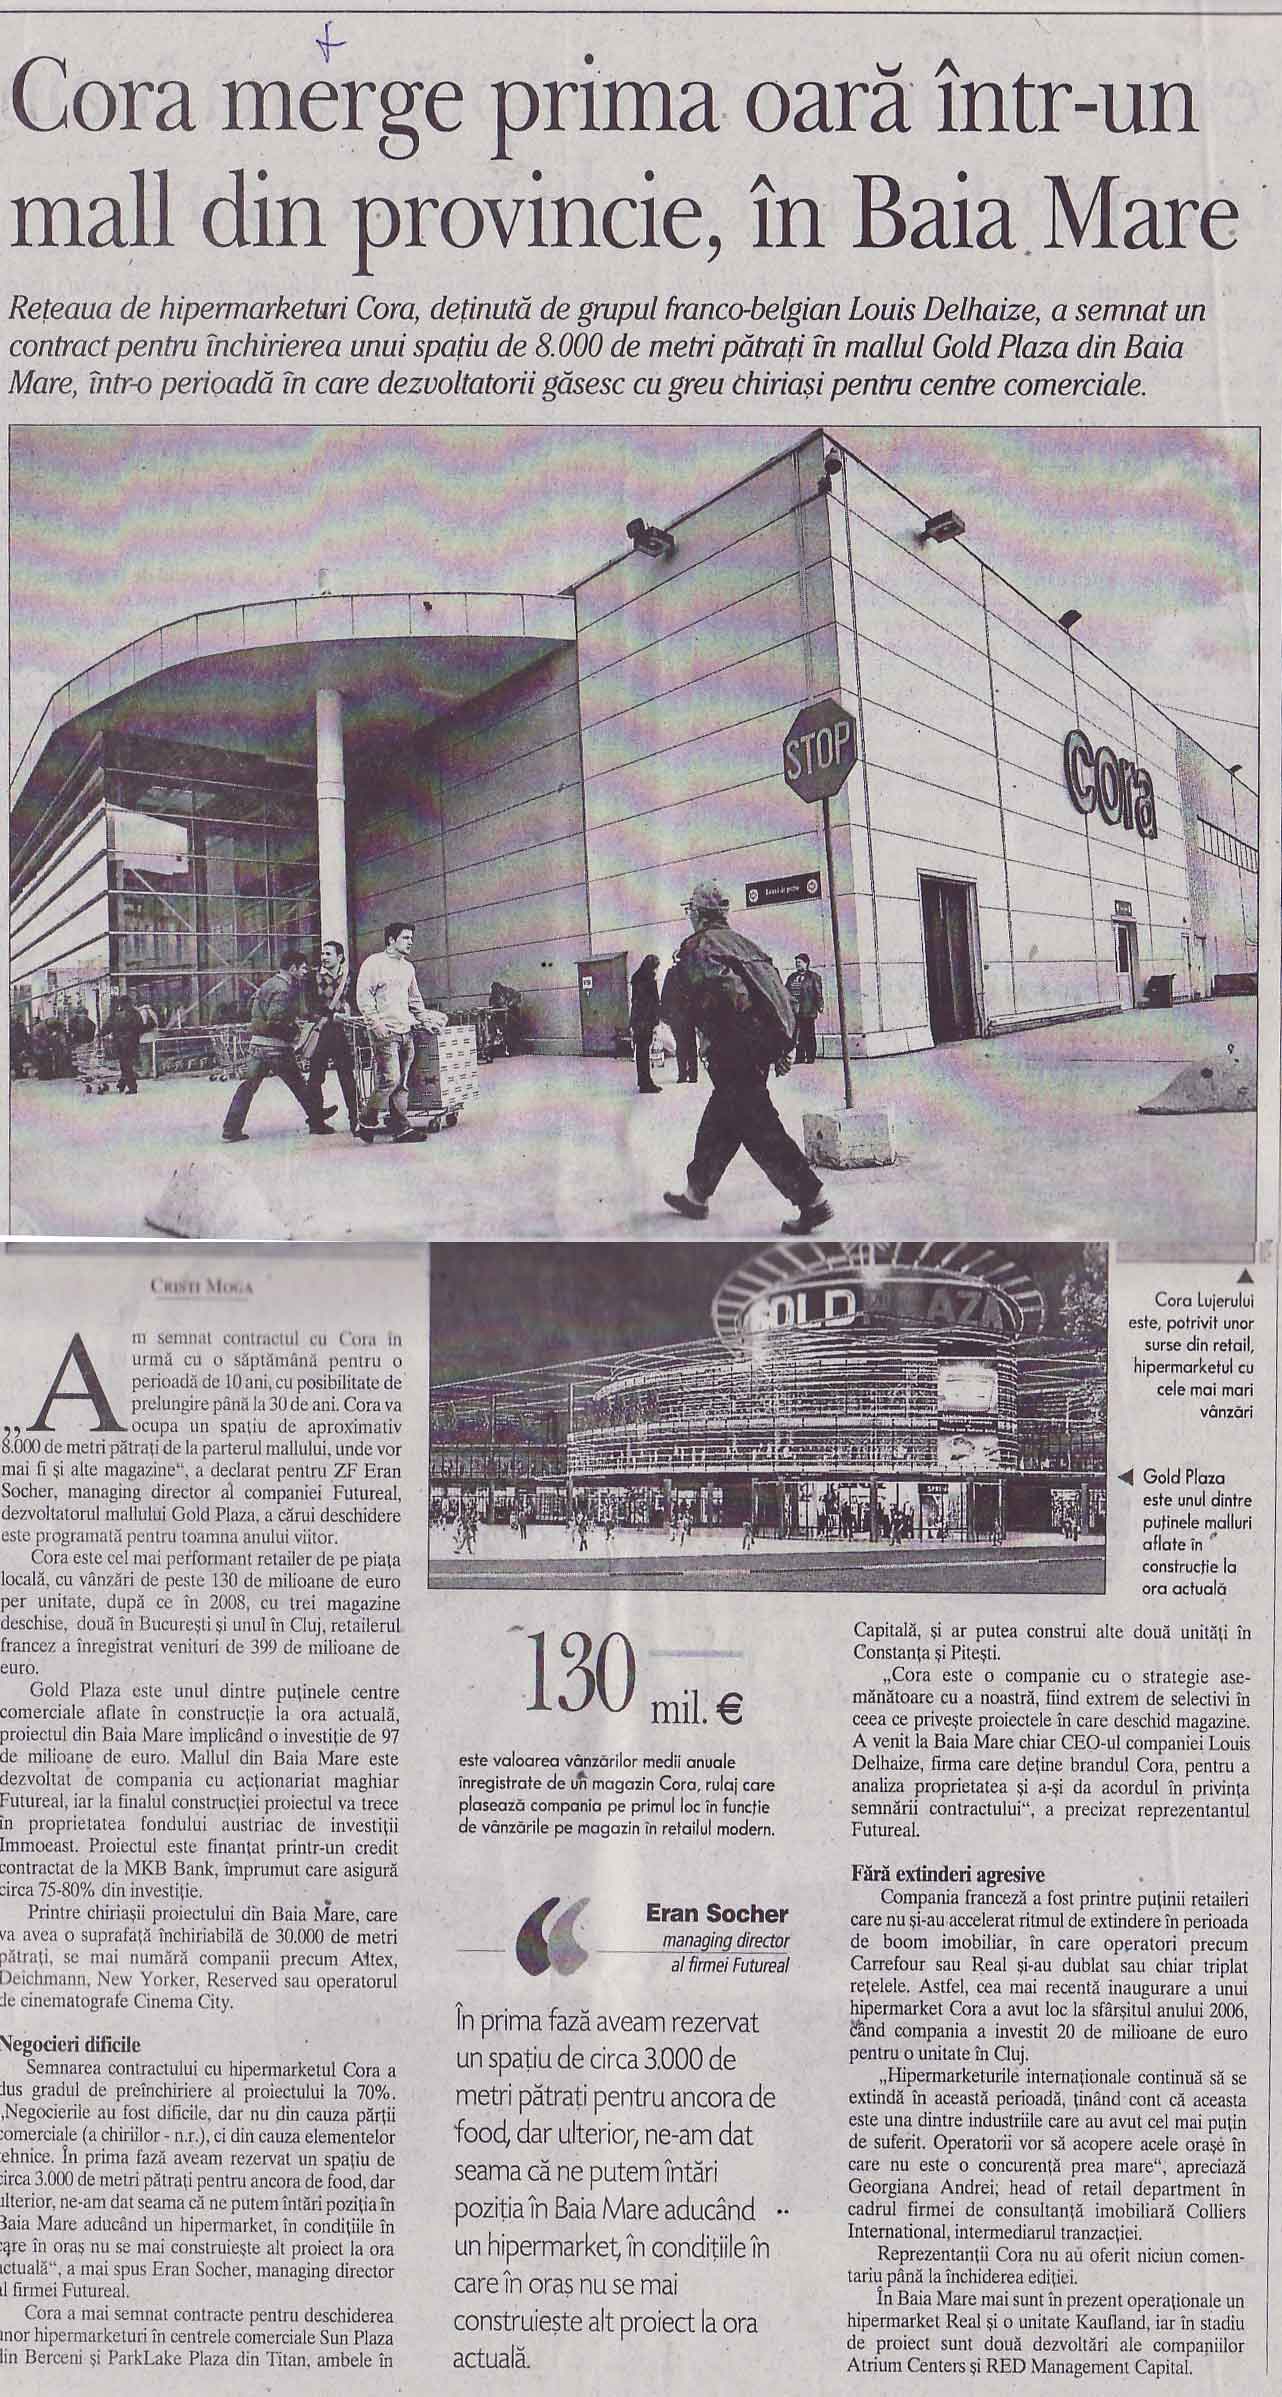 Cora merge prima oară într-un
mall din provincie, în Baia Mare
Rețeaua de hipermarketuri Cora, deținută de grupul franco-belgian Louis Delhaize, a semnat un
contract pentru închirierea unui spațiu de 8.000 de metri pătrați în mallul Gold Plaza din Baia
Mare, într-o perioadă în care dezvoltatorii găsesc cu greu chiriași pentru centre comerciale.
STOP
cora
CRISTI MOGA
„Am semnat contractul cu Cora în
urmă cu o săptămână pentru o
perioadă de 10 ani, cu posibilitate de
prelungire până la 30 de ani. Cora va
ocupa un spațiu de aproximativ
8.000 de metri pătrați de la parterul mallului, unde vor
mai fi și alte magazine“, a declarat pentru ZF Eran
Socher, managing director al companiei Futureal,
dezvoltatorul mallului Gold Plaza, a cărui deschidere
este programată pentru toamna anului viitor.
Cora este cel mai performant retailer de pe piața
locală, cu vânzări de peste 130 de milioane de euro
per unitate, după ce în 2008, cu trei magazine
deschise, două în București și unul în Cluj, retailerul
francez a înregistrat venituri de 399 de milioane de
euro.
Gold Plaza este unul dintre puținele centre
comerciale aflate în construcție la ora actuală,
proiectul din Baia Mare implicând o investiție de 97
de milioane de euro. Mallul din Baia Mare este
dezvoltat de compania cu acționariat maghiar
Futureal, iar la finalul construcției proiectul va trece
în proprietatea fondului austriac de investiții
Immoeast. Proiectul este finanțat printr-un credit
contractat de la MKB Bank, împrumut care asigură
circa 75-80% din investiție.
Printre chiriașii proiectului din Baia Mare, care
va avea o suprafață închiriabilă de 30.000 de metri
pătrați, se mai numără companii precum Altex,
Deichmann, New Yorker, Reserved sau operatorul
de cinematografe Cinema City.
Negocieri dificile
Semnarea contractului cu hipermarketul Cora a
dus gradul de preînchiriere al proiectului la 70%.
„Negocierile au fost dificile, dar nu din cauza părții
comerciale (a chiriilor - n.r.), ci din cauza elementelor
tehnice. În prima fază aveam rezervat un spațiu de
circa 3.000 de metri pătrați pentru ancora de food, dar
ulterior, ne-am dat seama că ne putem întări poziția în
Baia Mare aducând un hipermarket, în condițiile în
care în oraș nu se mai construiește alt proiect la ora
actuală“, a mai spus Eran Socher, managing director
al firmei Futureal.
Cora a mai semnat contracte pentru deschiderea
unor hipermarketuri în centrele comerciale Sun Plaza
din Berceni și ParkLake Plaza din Titan, ambele în
GOLD AZA
Cora Lujerului
este, potrivit unor
surse din retail,
hipermarketul cu
cele mai mari
vânzări
Gold Plaza
este unul dintre
puținele malluri
aflate în
construcție la
ora actuală
130 mil. €
este valoarea vânzărilor medii anuale
înregistrate de un magazin Cora, rulaj care
plasează compania pe primul loc în funcție
de vânzările pe magazin în retailul modern.
Eran Socher
managing director
al firmei Futureal
În prima fază aveam rezervat
un spațiu de circa 3.000 de
metri pătrați pentru ancora de
food, dar ulterior, ne-am dat
seama că ne putem întări
poziția în Baia Mare aducând
un hipermarket, în condițiile în
care în oraș nu se mai
construiește alt proiect la ora
actuală.
Capitală, și ar putea construi alte două unități în
Constanța și Pitești.
„Cora este o companie cu o strategie ase-
mănătoare cu a noastră, fiind extrem de selectivi în
ceea ce privește proiectele în care deschid magazine.
A venit la Baia Mare chiar CEO-ul companiei Louis
Delhaize, firma care deține brandul Cora, pentru a
analiza proprietatea și a-și da acordul în privința
semnării contractului“, a precizat reprezentantul
Futureal.
Fără extinderi agresive
Compania franceză a fost printre puținii retaileri
care nu și-au accelerat ritmul de extindere în perioada
de boom imobiliar, în care operatori precum
Carrefour sau Real și-au dublat sau chiar triplat
rețelele. Astfel, cea mai recentă inaugurare a unui
hipermarket Cora a avut loc la sfârșitul anului 2006,
când compania a investit 20 de milioane de euro
pentru o unitate în Cluj.
„Hipermarketurile internaționale continuă să se
extindă în această perioadă, ținând cont că aceasta
este una dintre industriile care au avut cel mai puțin
de suferit. Operatorii vor să acopere acele orașe în
care nu este o concurență prea mare“, apreciază
Georgiana Andrei; head of retail department în
cadrul firmei de consultanță imobiliară Colliers
International, intermediarul tranzacției.
Reprezentanții Cora nu au oferit niciun comen-
tariu până la închiderea ediției.
În Baia Mare mai sunt în prezent operaționale un
hipermarket Real și o unitate Kaufland, iar în stadiu
de proiect sunt două dezvoltări ale companiilor
Atrium Centers și RED Management Capital.